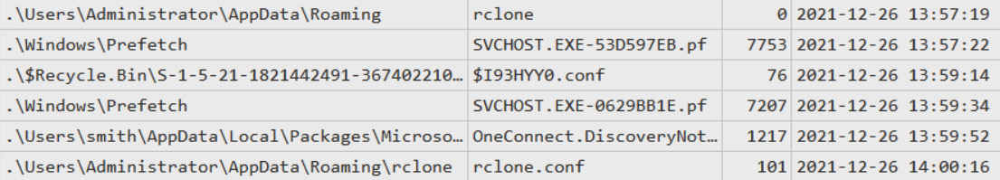 .\Users\Administrator\AppData\Roaming rclone 0 2021-12-26 13:57:19
.\Windows\Prefetch SVCHOST.EXE-53D597EB.pf 7753 2021-12-26 13:57:22
.\$Recycle.Bin\S-1-5-21-1821442491-367402210… $I93HYY0.conf 76 2021-12-26 13:59:14
.\Windows\Prefetch SVCHOST.EXE-0629BB1E.pf 7207 2021-12-26 13:59:34
.\Users\smith\AppData\Local\Packages\Microso… OneConnect.DiscoveryNot… 1217 2021-12-26 13:59:52
.\Users\Administrator\AppData\Roaming\rclone rclone.conf 101 2021-12-26 14:00:16